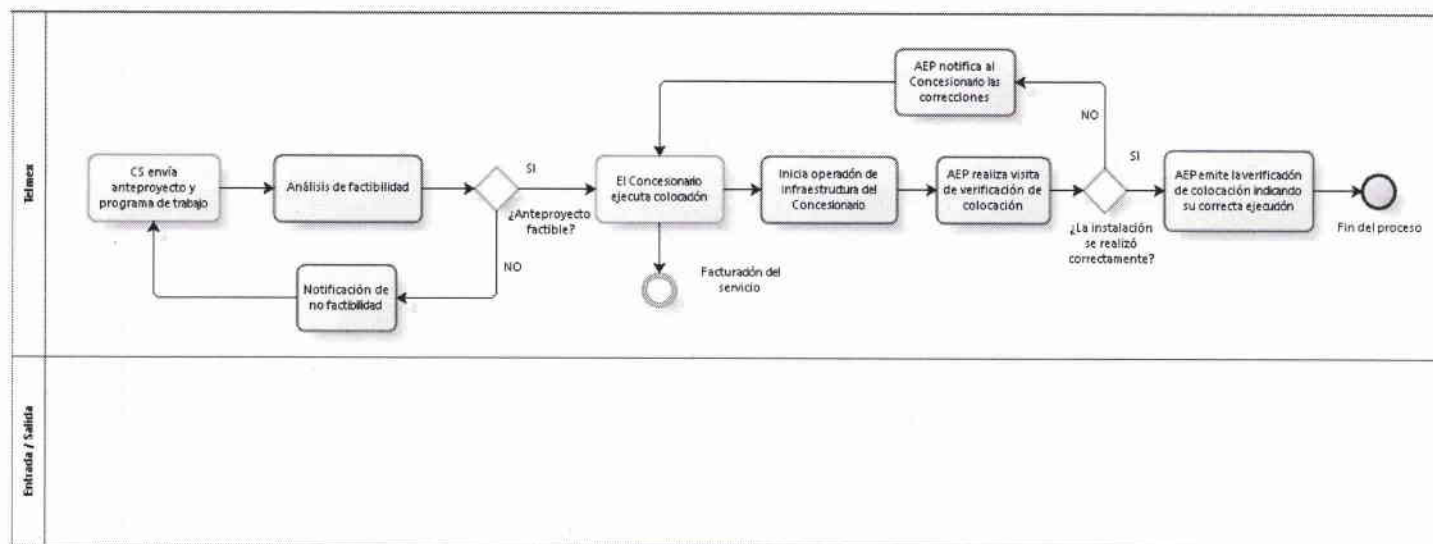 Telmex
AEP notifica al
Concesionario las
correcciones
NO
CS envía
anteproyecto y
programa de trabajo
Análisis de factibilidad
SI
¿Anteproyecto
factible?
NO
Notificación de
no factibilidad
El Concesionario
ejecuta colocación
Facturación del
servicio
Inicia operación de
infraestructura del
Concesionario
AEP realiza visita
de verificación de
colocación
SI
¿La instalación
se realizó
correctamente?
AEP emite la verificación
de colocación indicando
su correcta ejecución
Fin del proceso
Entrada / Salida